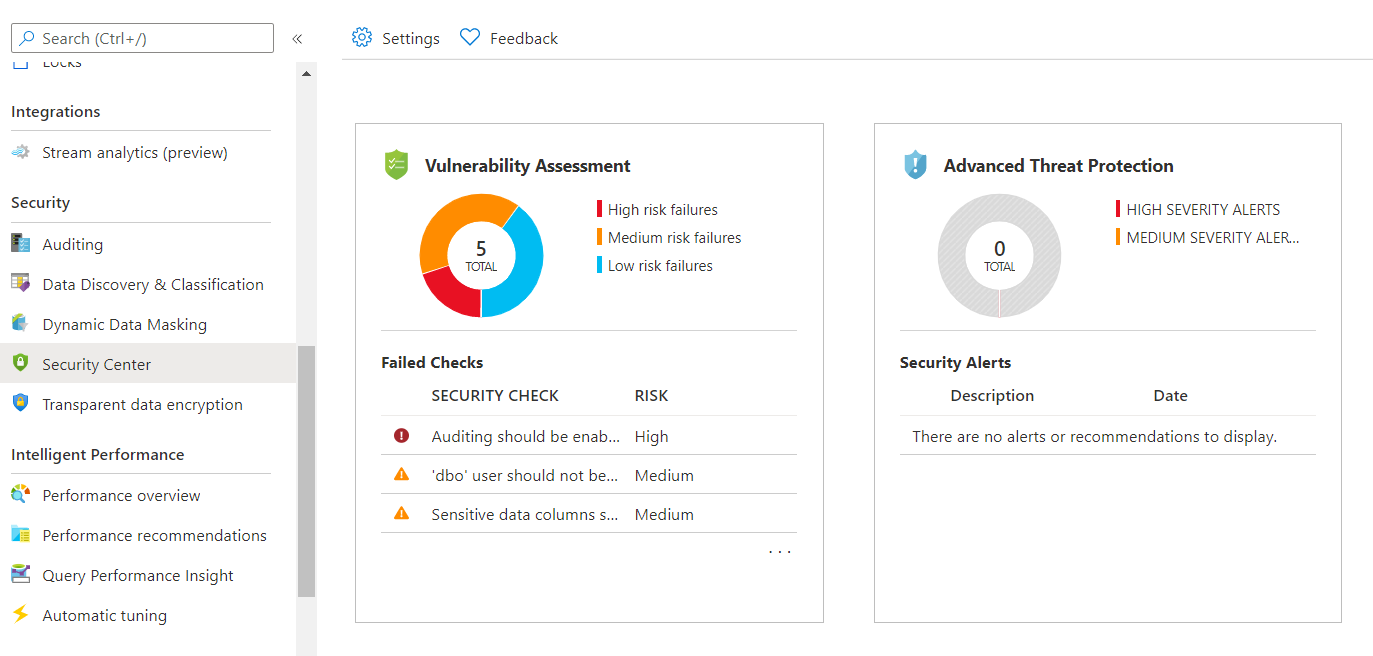 Search (Ctrl+/)
«
Locks
Integrations
Stream analytics (preview)
Security
Auditing
Data Discovery & Classification
Dynamic Data Masking
Security Center
Transparent data encryption
Intelligent Performance
Performance overview
Performance recommendations
Query Performance Insight
Automatic tuning
Settings
Feedback
Vulnerability Assessment
5
TOTAL
High risk failures
Medium risk failures
Low risk failures
Failed Checks
SECURITY CHECK RISK
Auditing should be enab... High
'dbo' user should not be... Medium
Sensitive data columns s... Medium
...
Advanced Threat Protection
0
TOTAL
HIGH SEVERITY ALERTS
MEDIUM SEVERITY ALER...
Security Alerts
Description Date
There are no alerts or recommendations to display.